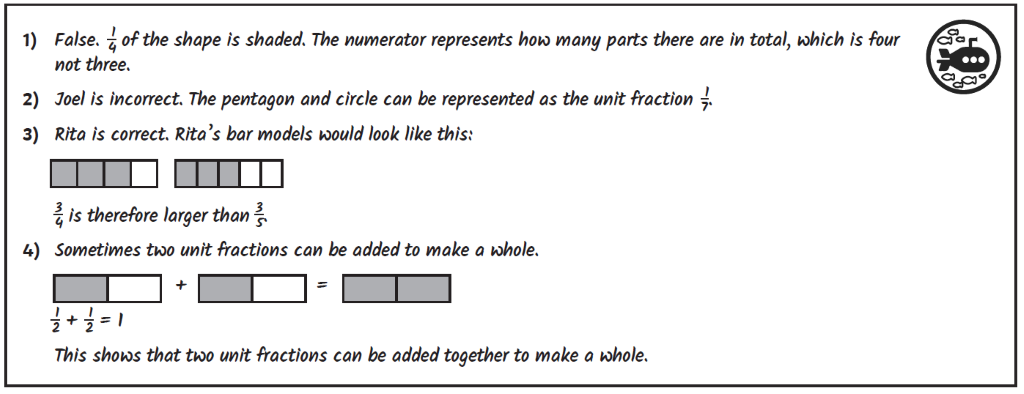 1) False. 1/4 of the shape is shaded. The numerator represents how many parts there are in total, which is four
not three.
2) Joel is incorrect. The pentagon and circle can be represented as the unit fraction 1/7.
3) Rita is correct. Rita's bar models would look like this:
3/4 is therefore larger than 3/5.
4) Sometimes two unit fractions can be added to make a whole.
+ =
1/2 + 1/2 = 1
This shows that two unit fractions can be added together to make a whole.